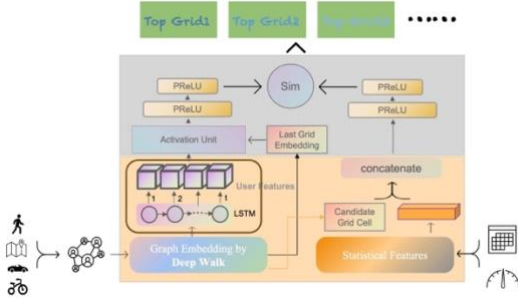 Top Grid1 Top Grid2 Top Grid3 ......
PReLU Sim PReLU
PReLU PReLU
Activation Unit Last Grid
Embedding
concatenate
User Features
1 2 1
LSTM
Candidate
Grid Cell
Graph Embedding by
Deep Walk
Statistical Features